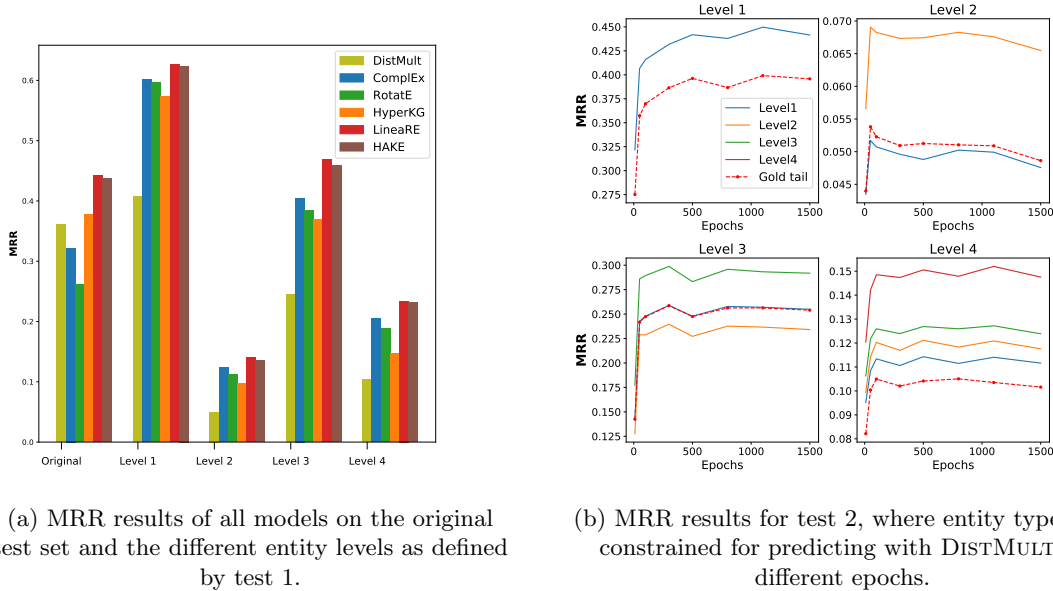 MRR
0.6
0.4
0.3
0.2
0.1
0.0
Original
Level 1
Level 2
Level 3
Level 4
DistMult
ComplEx
RotatE
HyperKG
LineaRE
HAKE
Level 1
MRR
0.450
0.425
0.400
0.375
0.350
0.325
0.300
0.275
0 500 1000 1500
Epochs
Level1
Level2
Level3
Level4
Gold tail
Level 2
0.070
0.065
0.060
0.055
0.050
0.045
0 500 1000 1500
Epochs
Level 3
MRR
0.300
0.275
0.250
0.225
0.200
0.175
0.150
0.125
0 500 1000 1500
Epochs
Level 4
0.15
0.14
0.13
0.12
0.11
0.10
0.09
0.08
0 500 1000 1500
Epochs
(a) MRR results of all models on the original
test set and the different entity levels as defined
by test 1.
(b) MRR results for test 2, where entity type
constrained for predicting with DISTMULT
different epochs.